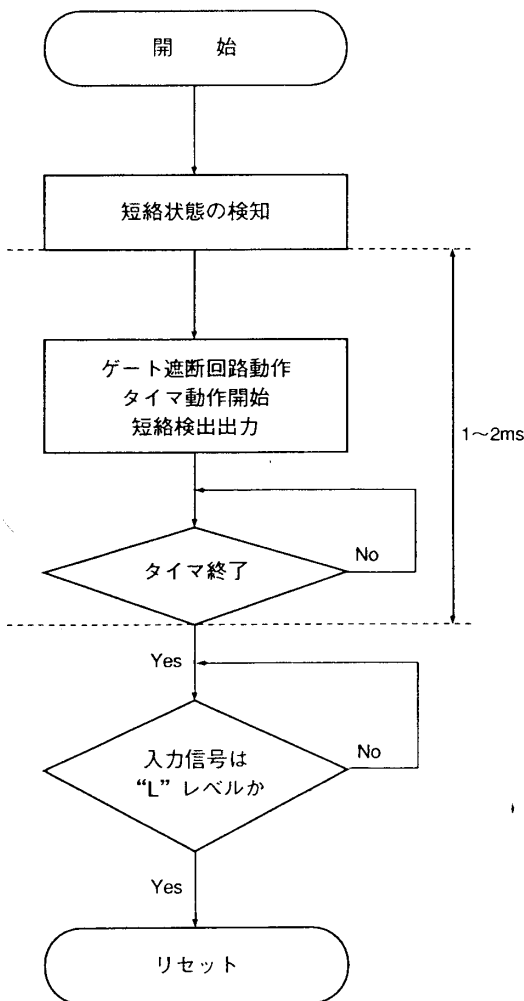 開 始
短絡状態の検知
ゲート遮断回路動作
タイマ動作開始
短絡検出出力
1〜2ms
タイマ終了
No
Yes
入力信号は
“L” レベルか
No
Yes
リセット